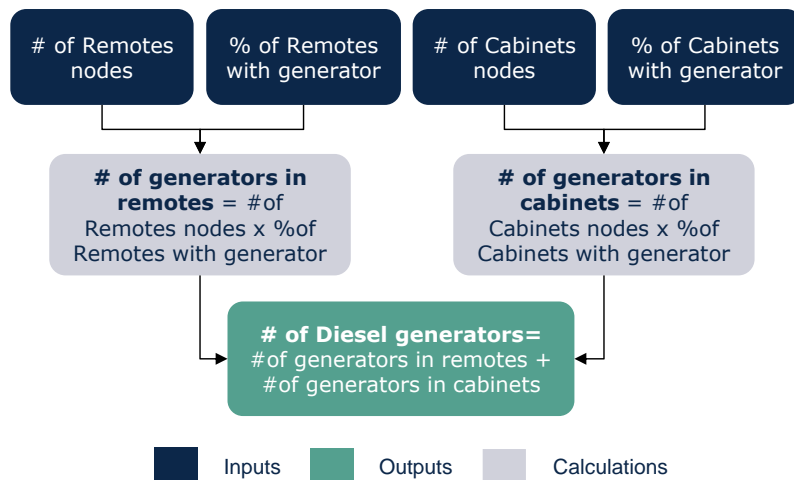 # of Remotes
nodes
% of Remotes
with generator
# of Cabinets
nodes
% of Cabinets
with generator
# of generators in
remotes = #of
Remotes nodes x %of
Remotes with generator
# of generators in
cabinets = #of
Cabinets nodes x %of
Cabinets with generator
# of Diesel generators=
#of generators in remotes +
#of generators in cabinets
Inputs
Outputs
Calculations